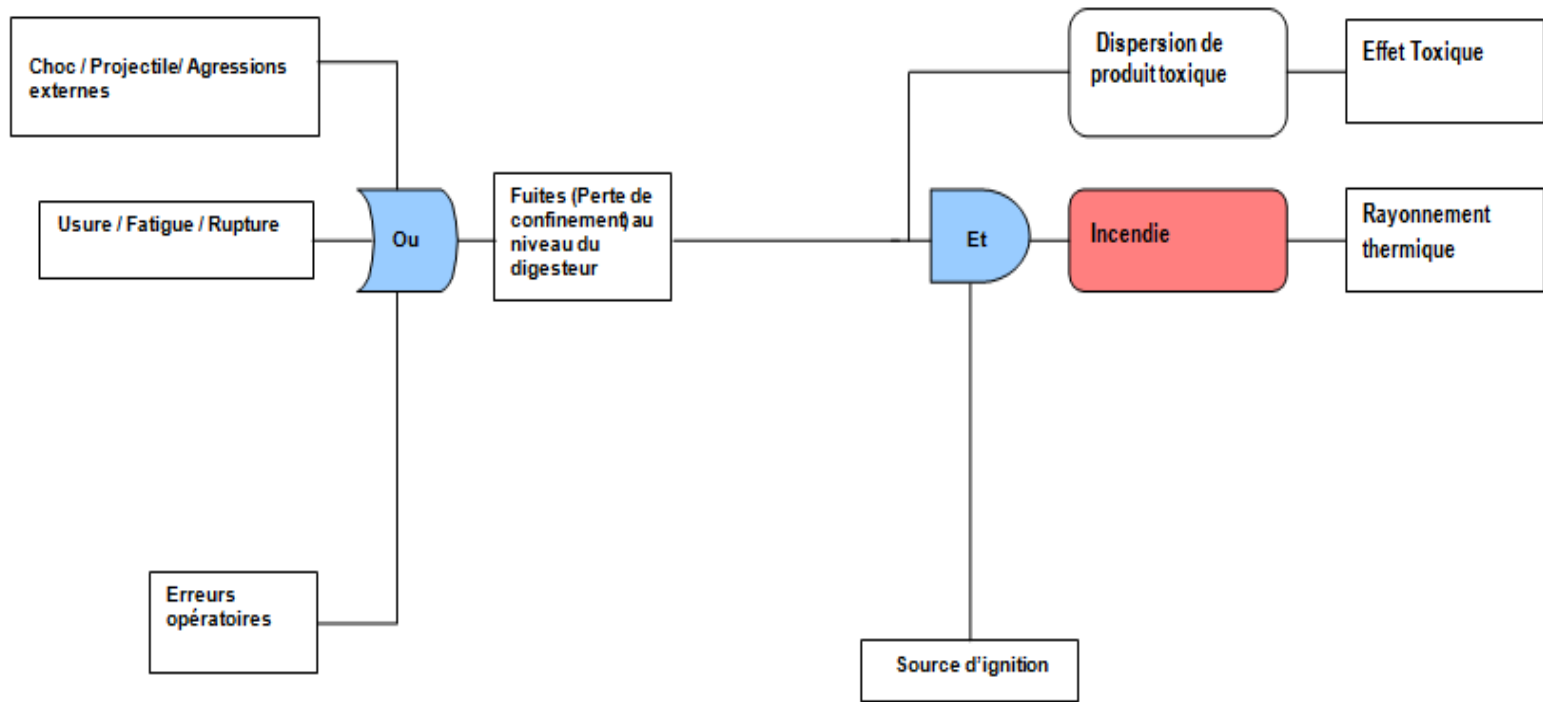 Choc / Projectile/ Agressions
externes
Usure / Fatigue / Rupture
Erreurs
opératoires
Ou
Fuites (Perte de
confinement) au
niveau du
digesteur
Et
Source d’ignition
Dispersion de
produit toxique
Effet Toxique
Incendie
Rayonnement
thermique